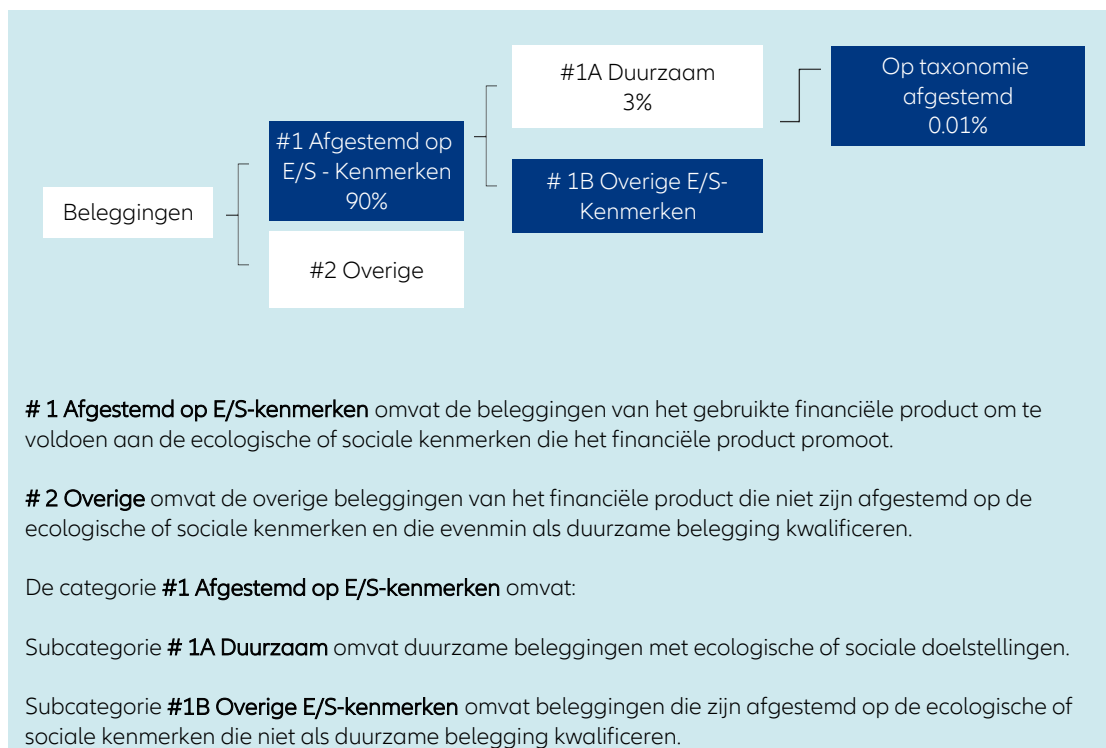 Beleggingen
#1 Afgestemd op
E/S - Kenmerken
90%
#2 Overige
#1A Duurzaam
3%
# 1B Overige E/S-
Kenmerken
Op taxonomie
afgestemd
0.01%
# 1 Afgestemd op E/S-kenmerken omvat de beleggingen van het gebruikte financiële product om te
voldoen aan de ecologische of sociale kenmerken die het financiële product promoot.
# 2 Overige omvat de overige beleggingen van het financiële product die niet zijn afgestemd op de
ecologische of sociale kenmerken en die evenmin als duurzame belegging kwalificeren.
De categorie #1 Afgestemd op E/S-kenmerken omvat:
Subcategorie # 1A Duurzaam omvat duurzame beleggingen met ecologische of sociale doelstellingen.
Subcategorie #1B Overige E/S-kenmerken omvat beleggingen die zijn afgestemd op de ecologische of
sociale kenmerken die niet als duurzame belegging kwalificeren.